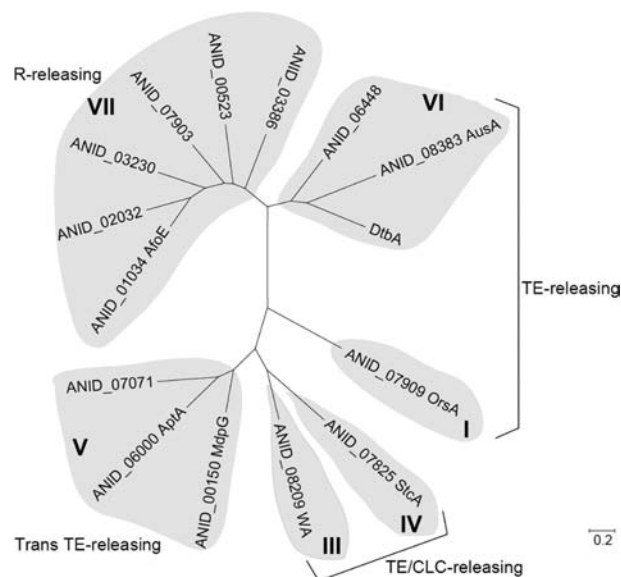 R-releasing
VII
ANID_07903
ANID_00523
ANID_03386
ANID_03230
ANID_02032
ANID_01034 AfoE
VI
ANID_06448
ANID_08383 AusA
DtbA
TE-releasing
ANID_07909 OrsA
I
ANID_07071
V
ANID_06000 AptA
ANID_00150 MdpG
Trans TE-releasing
ANID_08209 WA
III
ANID_07825 StcA
IV
TE/CLC-releasing
0.2